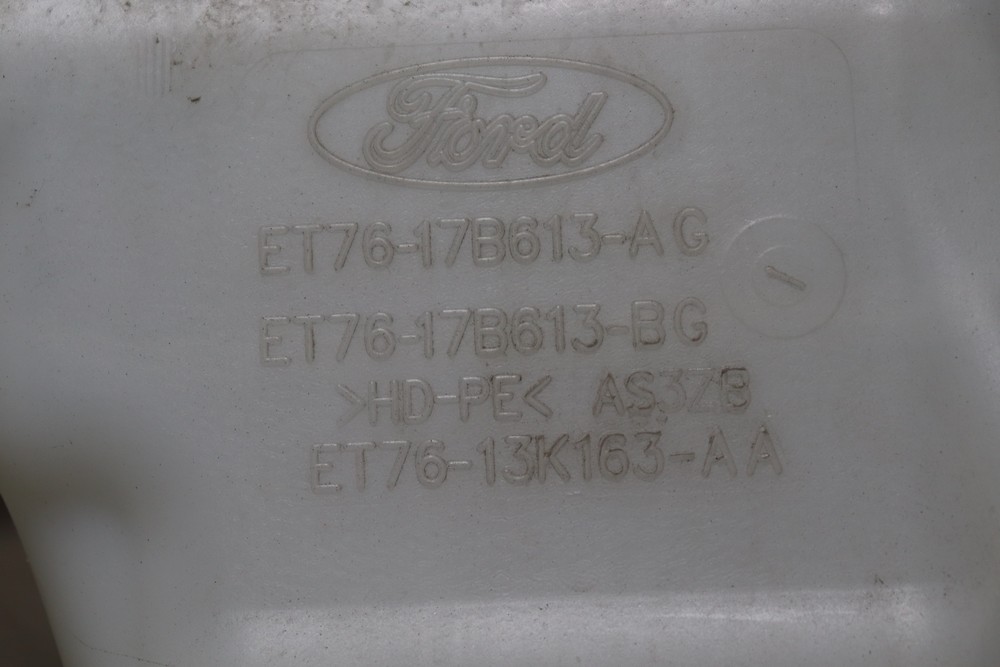 Ford
ET76-17B613-AG
ET76-17B613-BG
>HD-PE< AS3ZB
ET76-13K163-AA